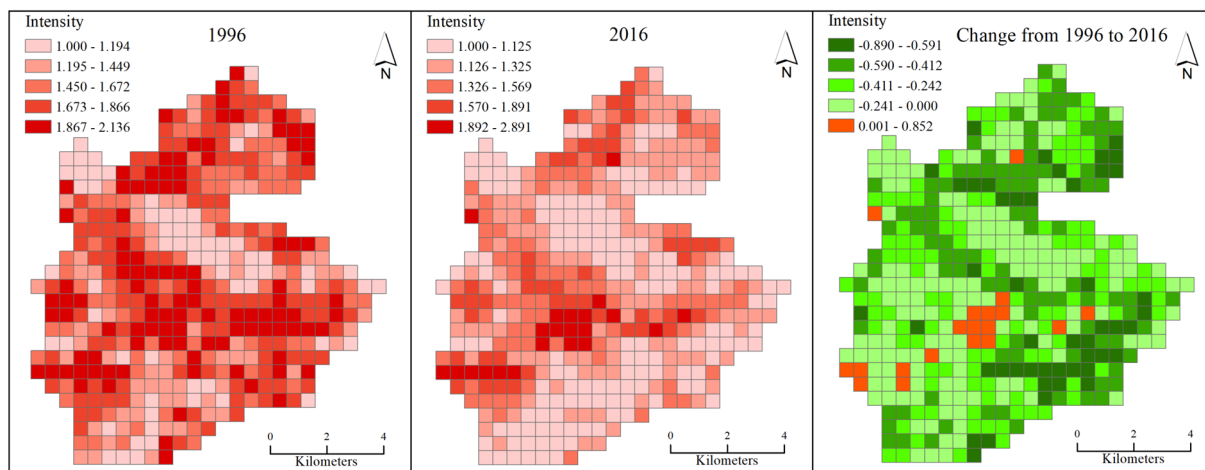 Intensity
1996
1.000 - 1.194
1.195 - 1.449
1.450 - 1.672
1.673 - 1.866
1.867 - 2.136
N
0 4
Kilometers
Intensity
2016
1.000 - 1.125
1.126 - 1.325
1.326 - 1.569
1.570 - 1.891
1.892 - 2.891
N
0 2 4
Kilometers
Intensity
Change from 1996 to 2016
-0.890 - -0.591
-0.590 - -0.412
-0.411 - -0.242
-0.241 - 0.000
0.001 - 0.852
N
0 2 4
Kilometers